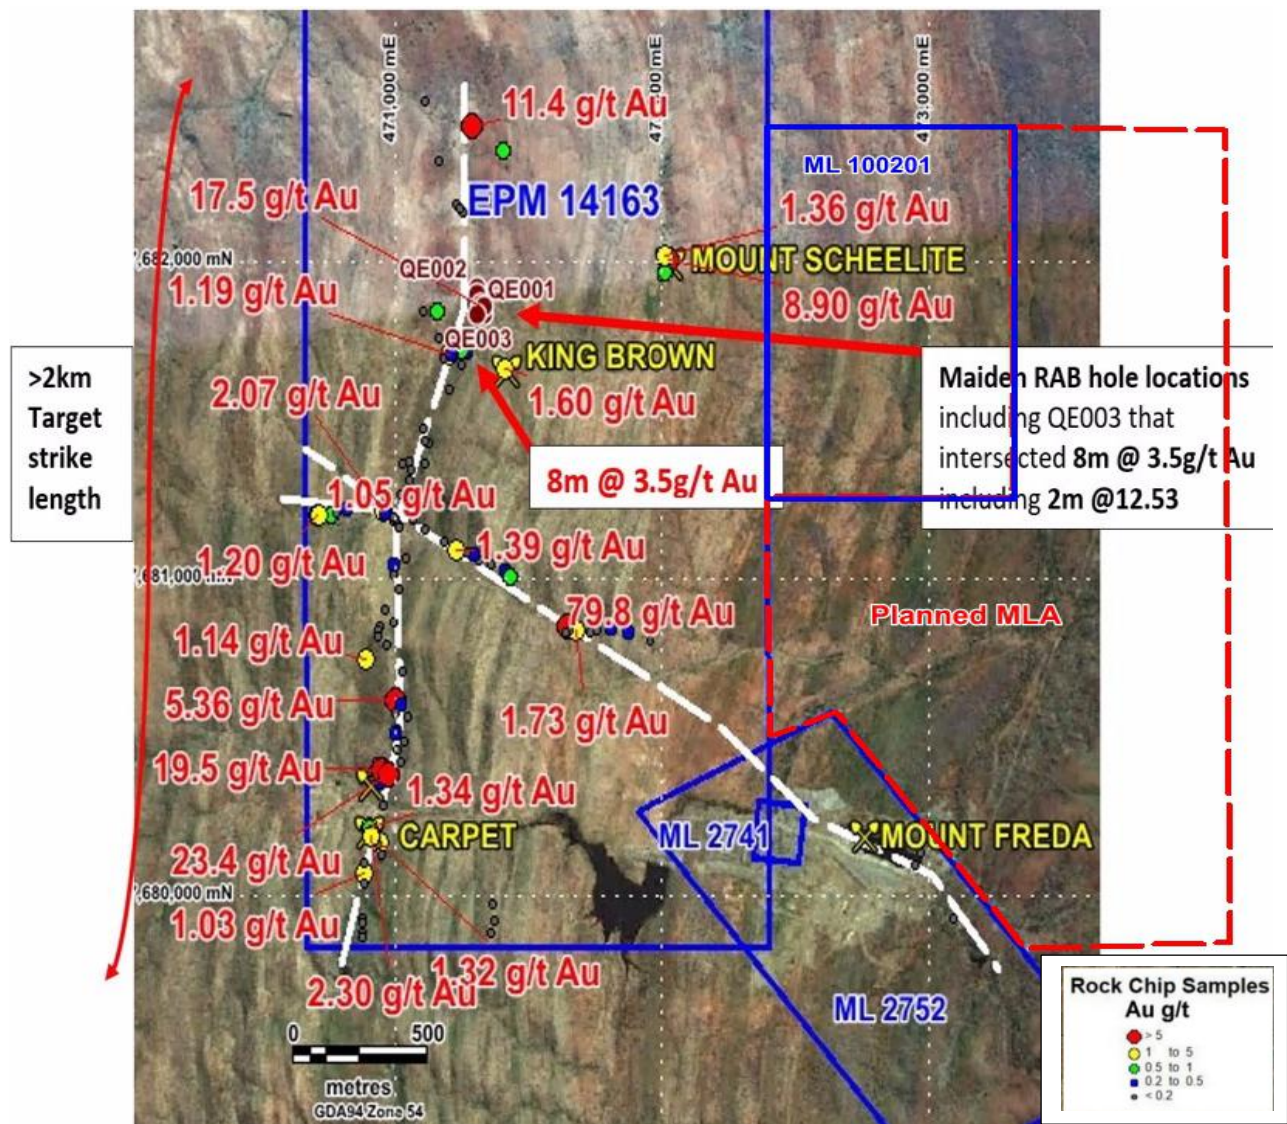 471,000 mE
473,000 mE
11.4 g/t Au
ML 100201
17.5 g/t Au
EPM 14163
1.36 g/t Au
7,682,000 mN
QE002
MOUNT SCHEELITE
1.19 g/t Au
QE001
8.90 g/t Au
QE003
KING BROWN
>2km
Target
strike
length
2.07 g/t Au
1.60 g/t Au
Maiden RAB hole locations
including QE003 that
intersected 8m @ 3.5g/t Au
including 2m @12.53
8m @ 3.5g/t Au
1.05 g/t Au
1.20 g/t Au
1.39 g/t Au
,681,000 mN
79.8 g/t Au
Planned MLA
1.14 g/t Au
5.36 g/t Au
1.73 g/t Au
19.5 g/t Au
1.34 g/t Au
CARPET
ML 2741
MOUNT FREDA
23.4 g/t Au
,680,000 mN
1.03 g/t Au
1.32 g/t Au
2.30 g/t Au
ML 2752
0 500
metres
GDA94 Zone 54
Rock Chip Samples
Au g/t
> 5
1 to 5
0.5 to 1
0.2 to 0.5
< 0.2